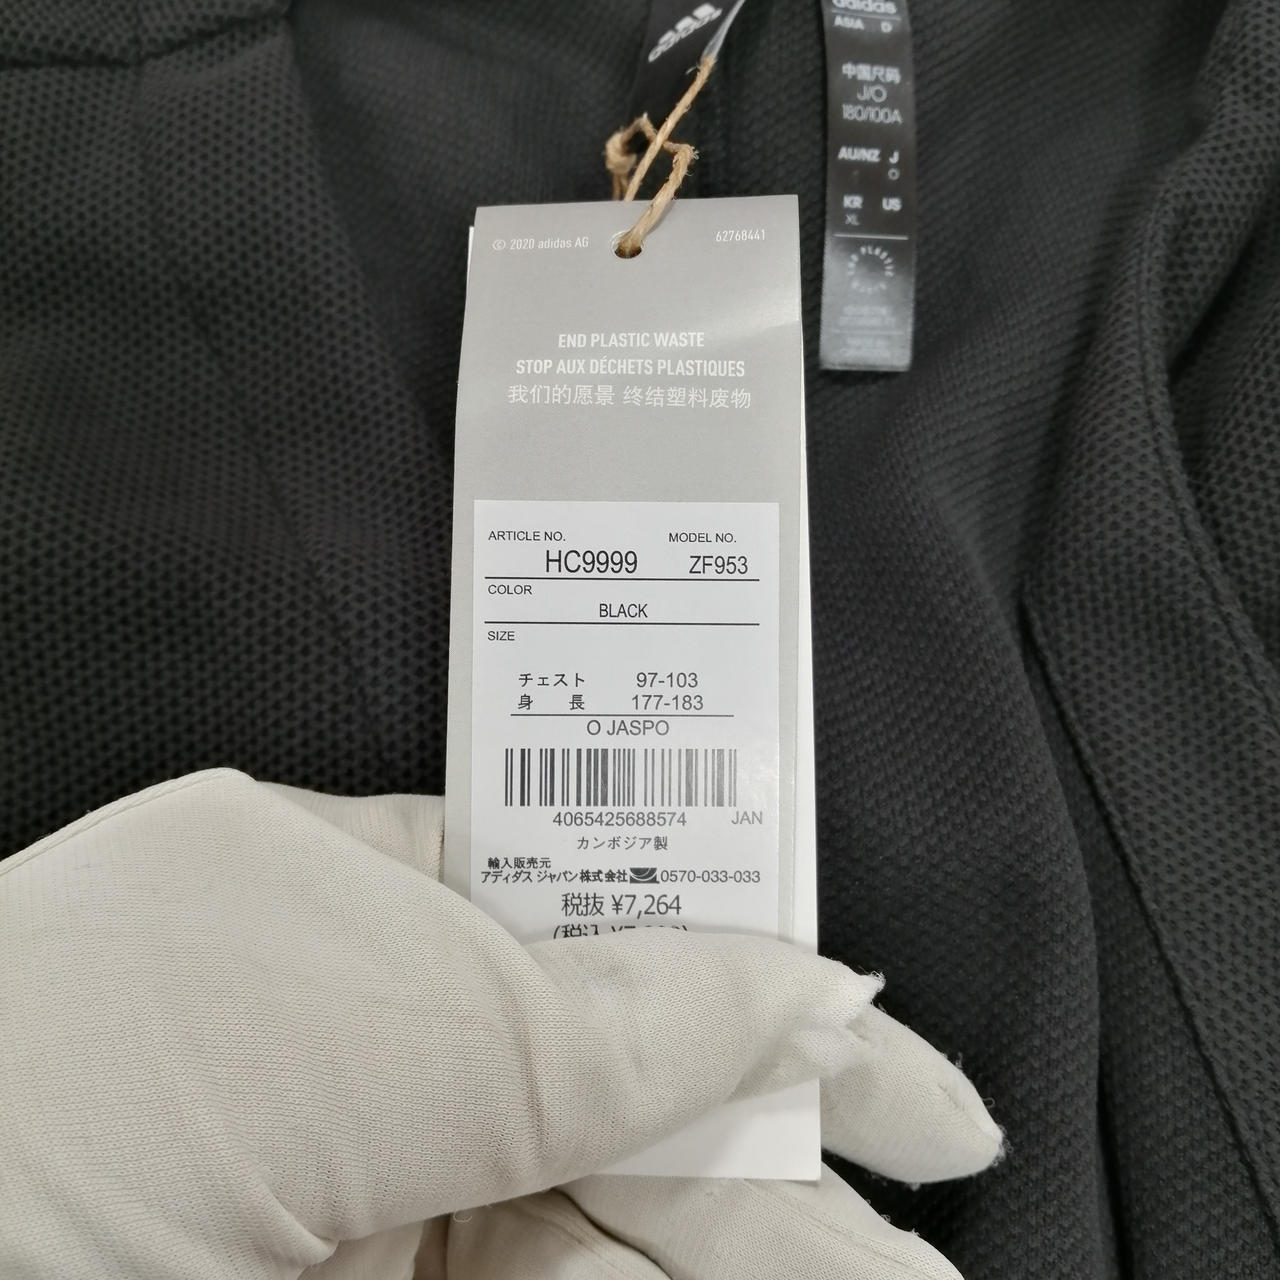 adidas
adidas
ASIA D
中国尺码
J/O
180/100A
AU/NZ J
O
KR US
XL
© 2020 adidas AG 62768441
END PLASTIC WASTE
STOP AUX DÉCHETS PLASTIQUES
我们的愿景 终结塑料废物
ARTICLE NO. MODEL NO.
HC9999 ZF953
COLOR
BLACK
SIZE
チェスト 97-103
身 長 177-183
O JASPO
4065425688574 JAN
カンボジア製
輸入販売元
アディダス ジャパン株式会社 0570-033-033
税抜 ¥7,264
(税込